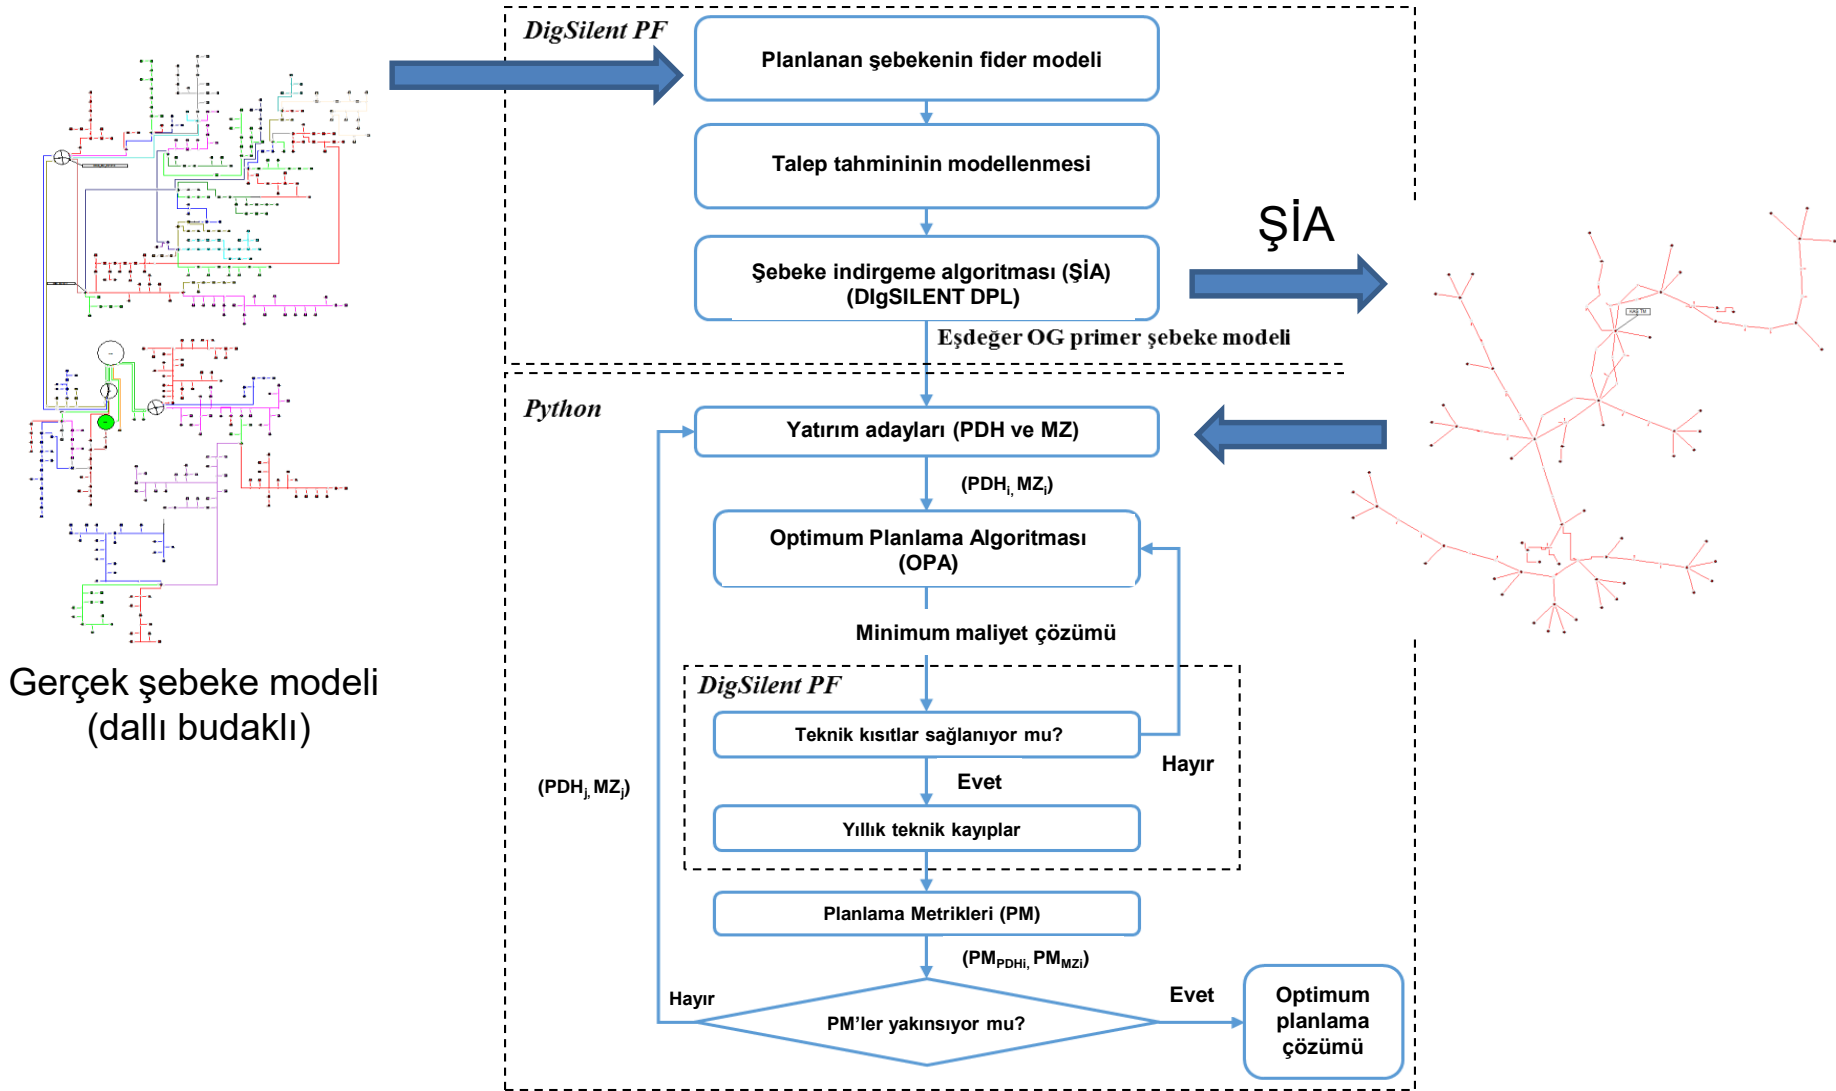 DigSilent PF
Planlanan şebekenin fider modeli
Talep tahmininin modellenmesi
Şebeke indirgeme algoritması (ŞİA)
(DIgSILENT DPL)
ŞİA
Eşdeğer OG primer şebeke modeli
Python
Yatırım adayları (PDH ve MZ)
(PDHi, MZi)
Optimum Planlama Algoritması
(OPA)
Minimum maliyet çözümü
Gerçek şebeke modeli
(dallı budaklı)
DigSilent PF
Teknik kısıtlar sağlanıyor mu?
Hayır
Evet
(PDHj, MZj)
Yıllık teknik kayıplar
Planlama Metrikleri (PM)
(PMPDHi, PMMZi)
Hayır
PM’ler yakınsıyor mu?
Evet
Optimum
planlama
çözümü